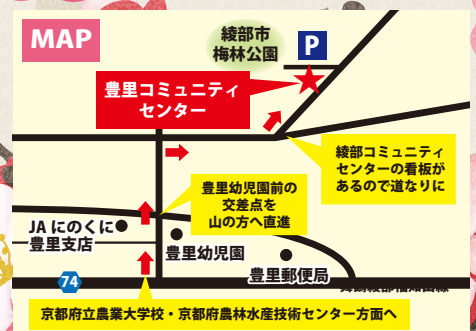 MAP
綾部市
梅林公園
P
豊里コミュニティ
センター
綾部コミュニティ
センターの看板が
あるので道なりに
豊里幼児園前の
交差点を
山の方へ直進
JAにのくに
豊里支店
豊里幼児園
豊里郵便局
74
京都府立農業大学校・京都府農林水産技術センター方面へ